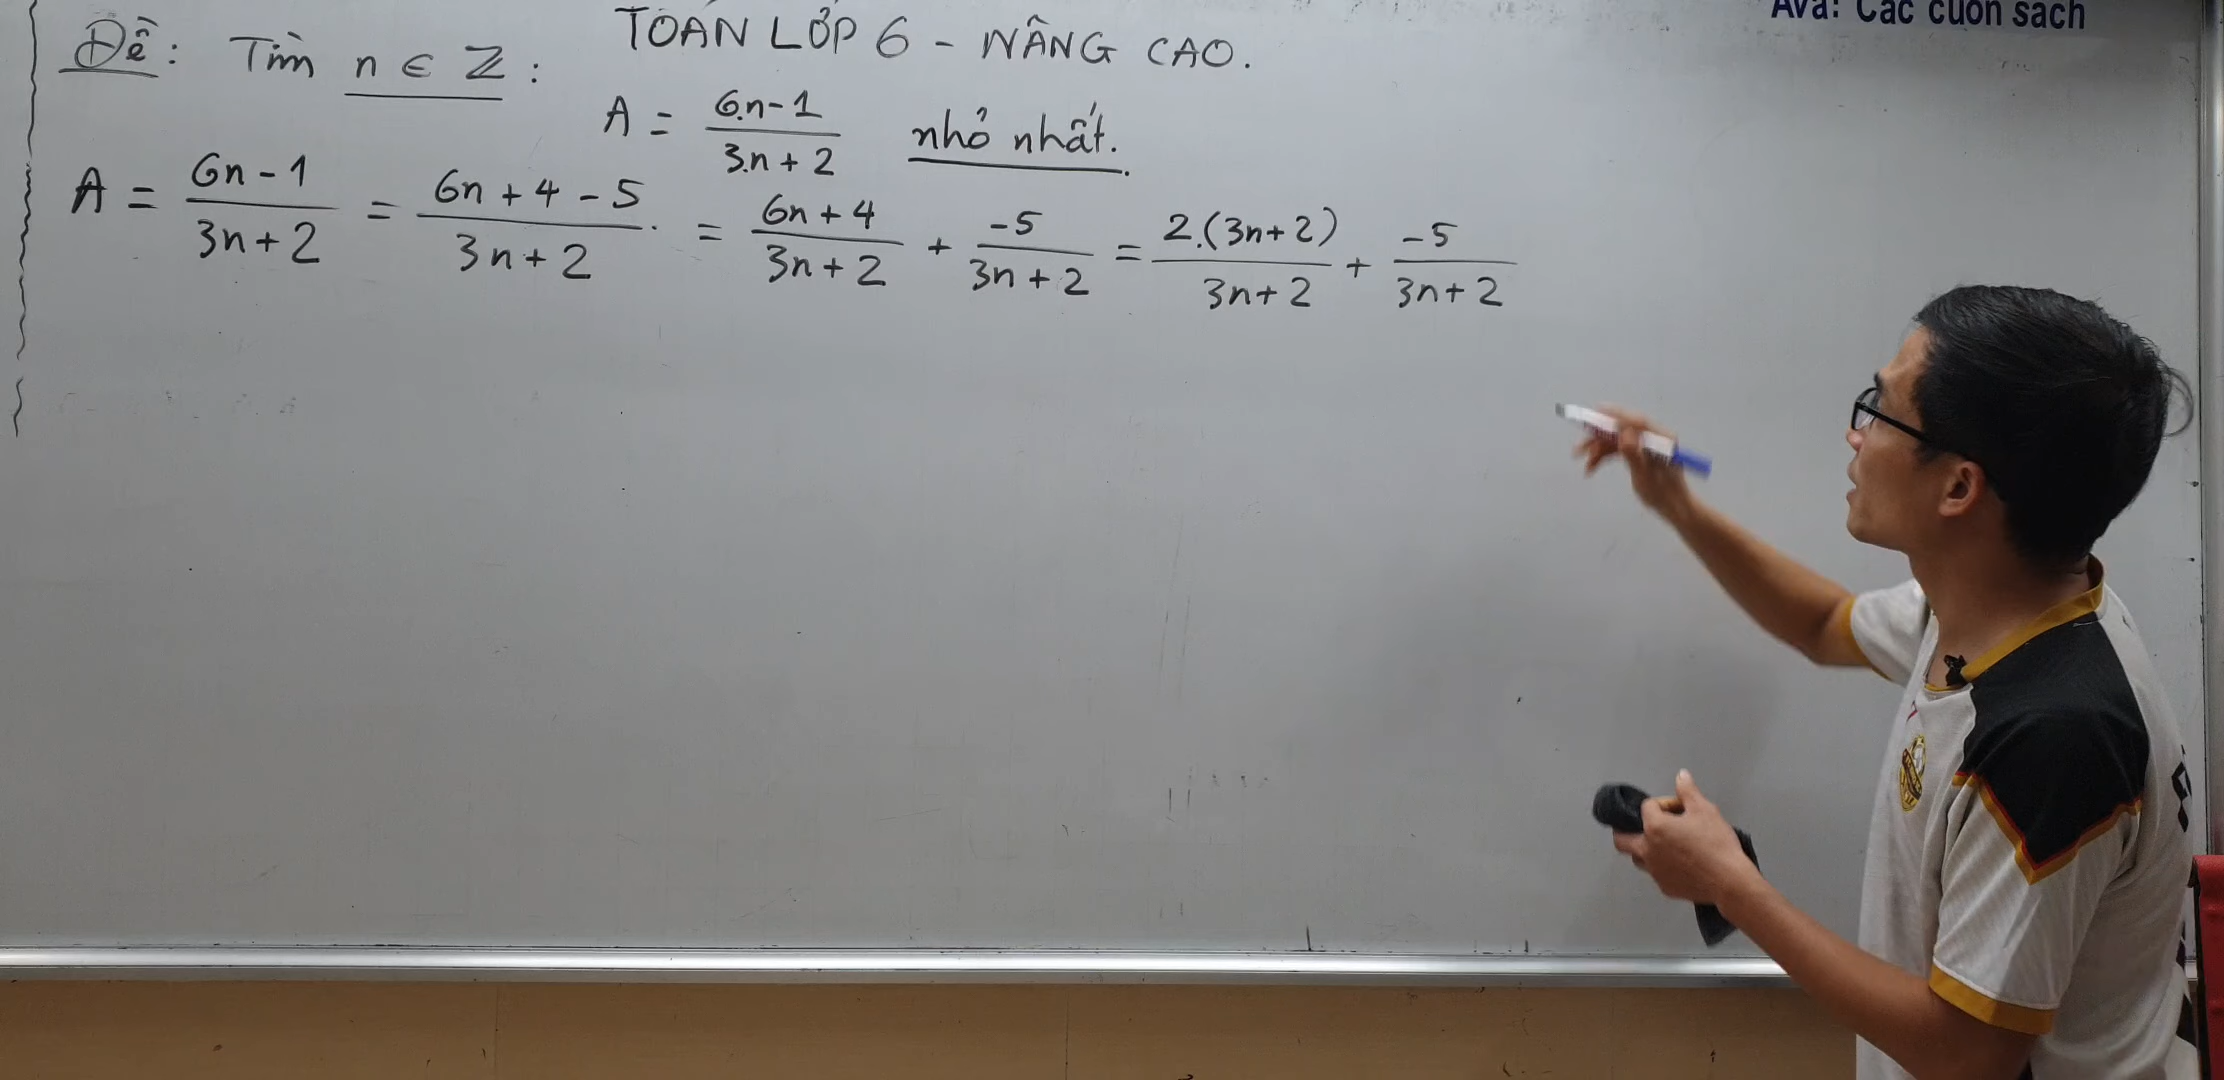 TOÁN LỚP 6 - NÂNG CAO.
Ava: Các cuốn sách
Đề: Tìm n ∈ Z:
A = 6.n-1 / 3.n+2 nhỏ nhất.
A = 6n-1 / 3n+2 = 6n+4-5 / 3n+2 . = 6n+4 / 3n+2 + -5 / 3n+2 = 2.(3n+2) / 3n+2 + -5 / 3n+2